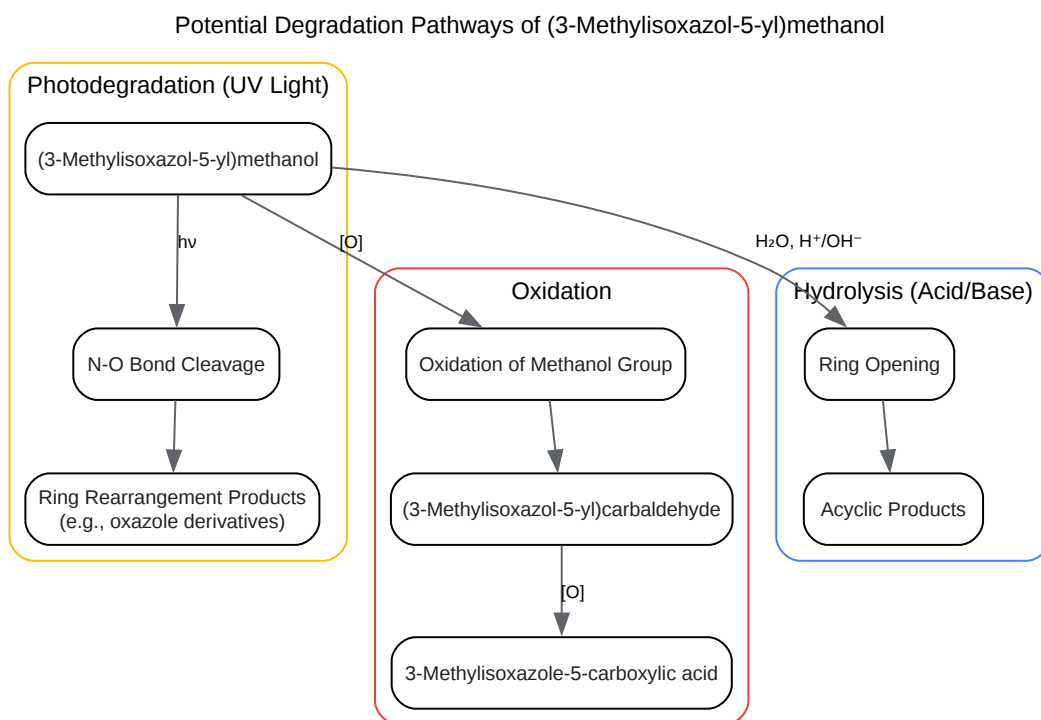 Potential Degradation Pathways of (3-Methylisoxazol-5-yl)methanol
Photodegradation (UV Light)
(3-Methylisoxazol-5-yl)methanol
hν
[O]
H₂O, H⁺/OH⁻
N-O Bond Cleavage
Ring Rearrangement Products
(e.g., oxazole derivatives)
Oxidation
Oxidation of Methanol Group
(3-Methylisoxazol-5-yl)carbaldehyde
[O]
3-Methylisoxazole-5-carboxylic acid
Hydrolysis (Acid/Base)
Ring Opening
Acyclic Products